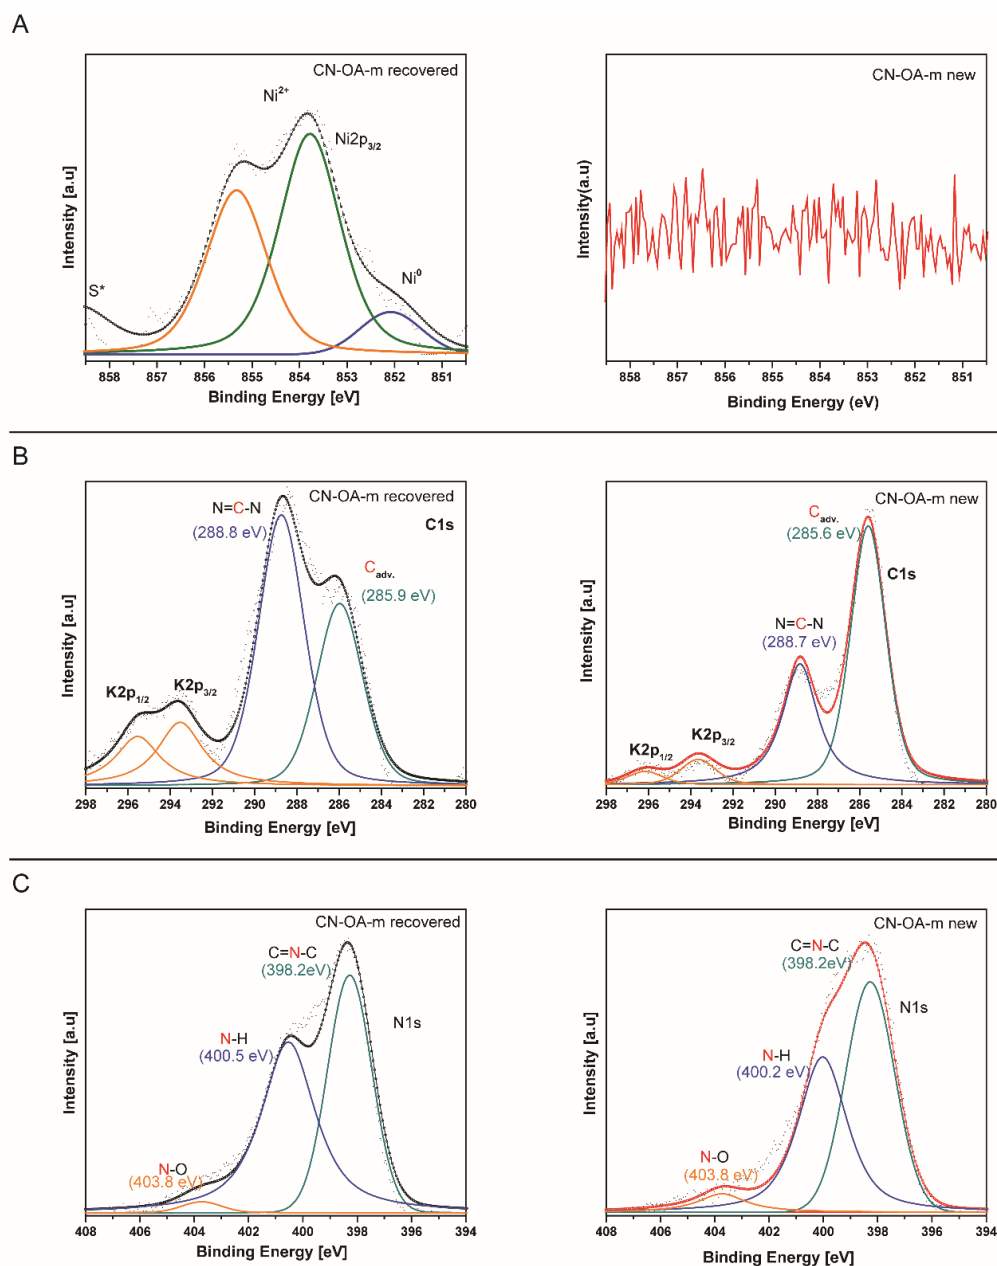 A
CN-OA-m recovered
Ni2+
Ni2p3/2
Ni0
S*
Intensity [a.u]
858 857 856 855 854 853 852 851
Binding Energy [eV]
CN-OA-m new
Intensity(a.u)
858 857 856 855 854 853 852 851
Binding Energy (eV)
B
CN-OA-m recovered
N=C-N
(288.8 eV)
C1s
Cadv.
(285.9 eV)
K2p1/2
K2p3/2
Intensity [a.u]
298 296 294 292 290 288 286 284 282 280
Binding Energy [eV]
CN-OA-m new
Cadv.
(285.6 eV)
C1s
N=C-N
(288.7 eV)
K2p1/2
K2p3/2
Intensity [a.u]
298 296 294 292 290 288 286 284 282 280
Binding Energy [eV]
C
CN-OA-m recovered
C=N-C
(398.2eV)
N1s
N-H
(400.5 eV)
N-O
(403.8 eV)
Intensity [a.u]
408 406 404 402 400 398 396 394
Binding Energy [eV]
CN-OA-m new
C=N-C
(398.2eV)
N1s
N-H
(400.2 eV)
N-O
(403.8 eV)
Intensity [a.u]
408 406 404 402 400 398 396 394
Binding Energy [eV]